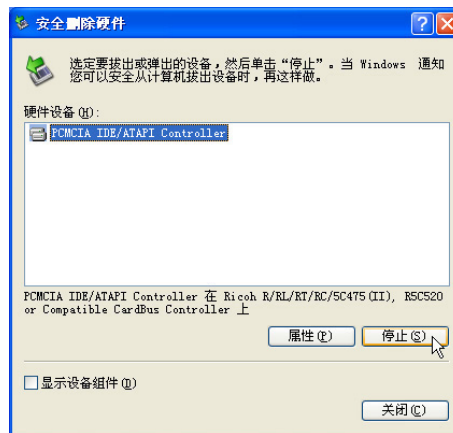 安全删除硬件
选定要拔出或弹出的设备，然后单击“停止”。当 Windows 通知
您可以安全从计算机拔出设备时，再这样做。
硬件设备(H):
PCMCIA IDE/ATAPI Controller
PCMCIA IDE/ATAPI Controller 在 Ricoh R/RL/RT/RC/5C475(II), R5C520
or Compatible CardBus Controller 上
属性(P) 停止(S)
显示设备组件(D)
关闭(C)